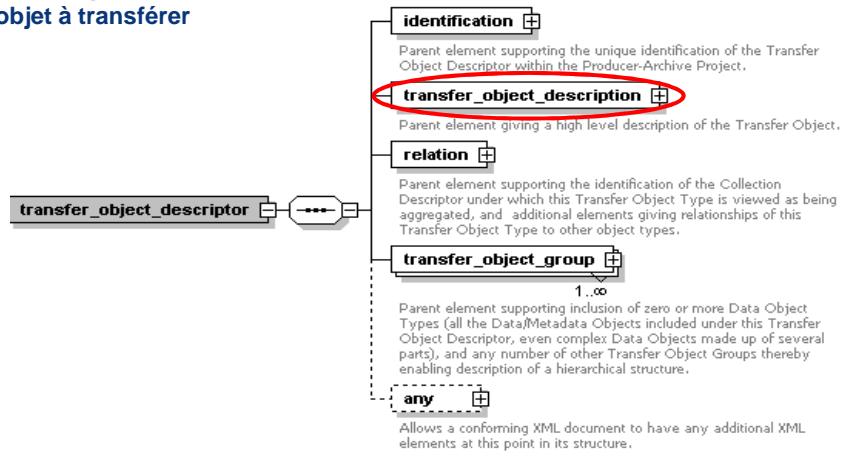 objet à transférer
identification
Parent element supporting the unique identification of the Transfer
Object Descriptor within the Producer-Archive Project.
transfer_object_description
Parent element giving a high level description of the Transfer Object.
relation
Parent element supporting the identification of the Collection
Descriptor under which this Transfer Object Type is viewed as being
aggregated, and additional elements giving relationships of this
Transfer Object Type to other object types.
transfer_object_descriptor
transfer_object_group
1..∞
Parent element supporting inclusion of zero or more Data Object
Types (all the Data/Metadata Objects included under this Transfer
Object Descriptor, even complex Data Objects made up of several
parts), and any number of other Transfer Object Groups thereby
enabling description of a hierarchical structure.
any
Allows a conforming XML document to have any additional XML
elements at this point in its structure.